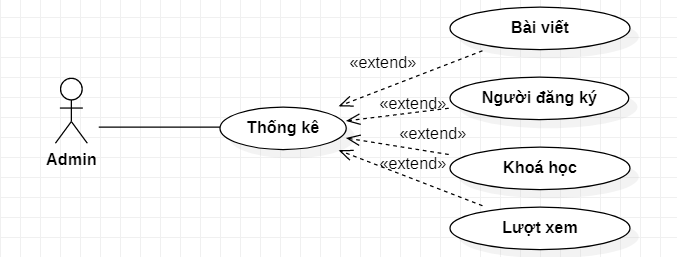 Bài viết
«extend»
Người đăng ký
«extend»
Thống kê
«extend»
Admin
«extend»
Khoá học
Lượt xem